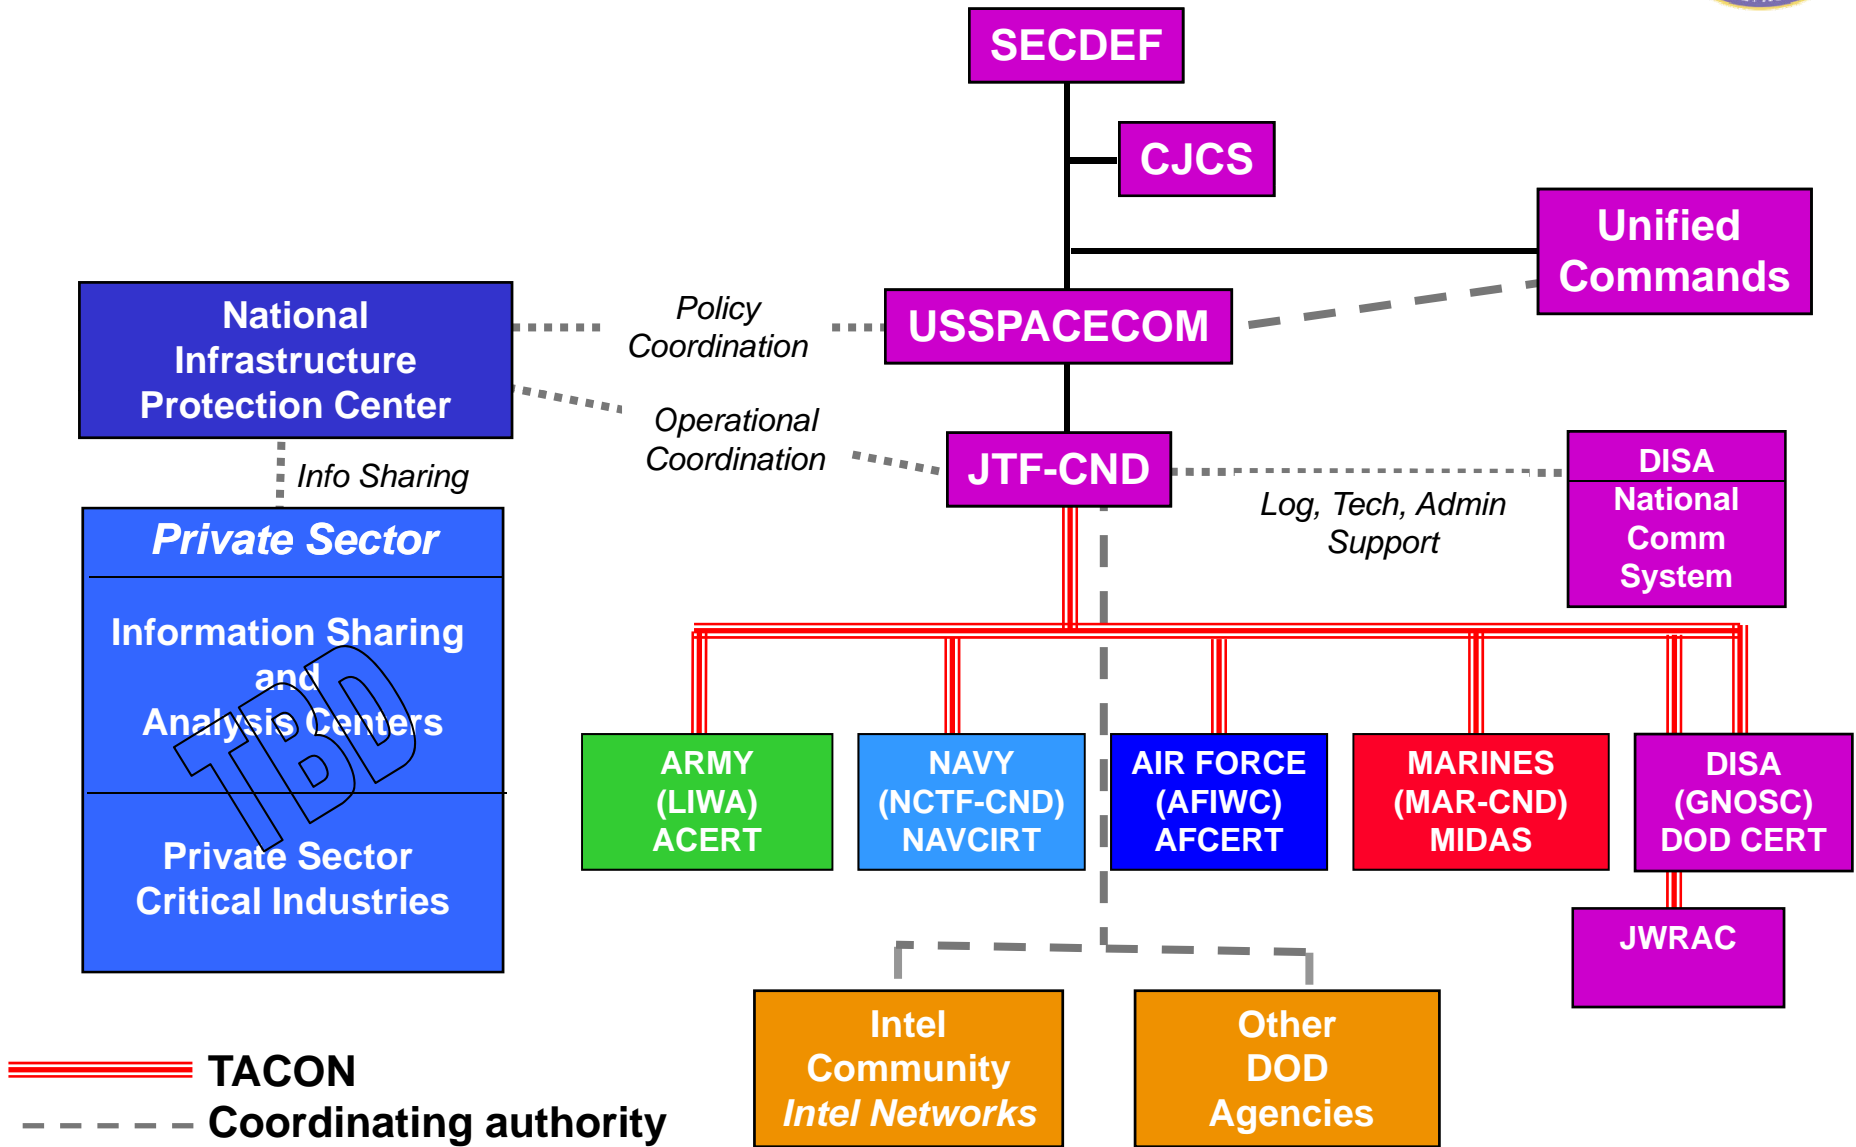 SECDEF
CJCS
Unified
Commands
National
Infrastructure
Protection Center
Policy
Coordination
USSPACECOM
Operational
Coordination
JTF-CND
Info Sharing
Log, Tech, Admin
Support
DISA
National
Comm
System
Private Sector
Information Sharing
and
Analysis Centers
TBD
Private Sector
Critical Industries
ARMY
(LIWA)
ACERT
NAVY
(NCTF-CND)
NAVCIRT
AIR FORCE
(AFIWC)
AFCERT
MARINES
(MAR-CND)
MIDAS
DISA
(GNOSC)
DOD CERT
JWRAC
Intel
Community
Intel Networks
Other
DOD
Agencies
TACON
Coordinating authority